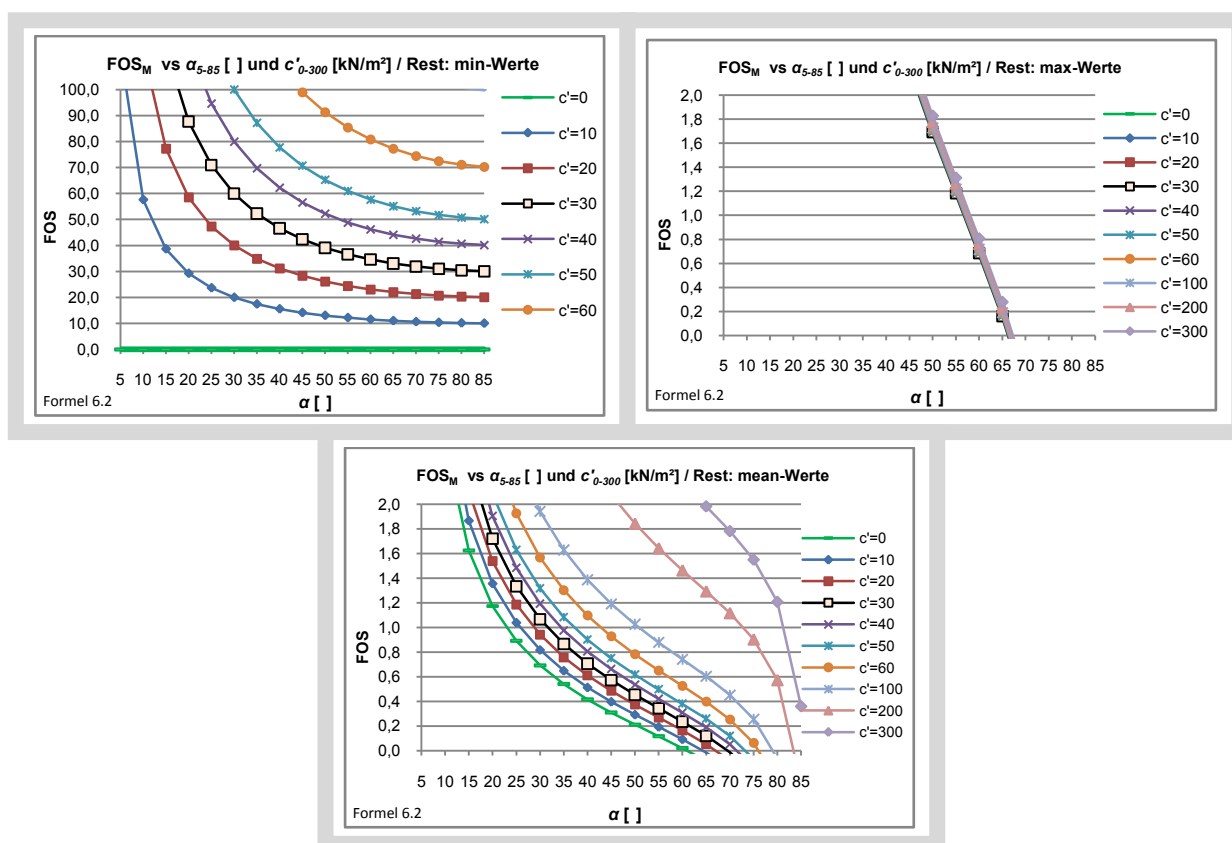 FOSM vs α5-85 [ ] und c'0-300 [kN/m²] / Rest: min-Werte
100,0
90,0
80,0
70,0
60,0
50,0
40,0
30,0
20,0
10,0
0,0
FOS
5 10 15 20 25 30 35 40 45 50 55 60 65 70 75 80 85
α [ ]
Formel 6.2
c'=0
c'=10
c'=20
c'=30
c'=40
c'=50
c'=60
FOSM vs α5-85 [ ] und c'0-300 [kN/m²] / Rest: max-Werte
2,0
1,8
1,6
1,4
1,2
1,0
0,8
0,6
0,4
0,2
0,0
FOS
5 10 15 20 25 30 35 40 45 50 55 60 65 70 75 80 85
α [ ]
Formel 6.2
c'=0
c'=10
c'=20
c'=30
c'=40
c'=50
c'=60
c'=100
c'=200
c'=300
FOSM vs α5-85 [ ] und c'0-300 [kN/m²] / Rest: mean-Werte
2,0
1,8
1,6
1,4
1,2
1,0
0,8
0,6
0,4
0,2
0,0
FOS
5 10 15 20 25 30 35 40 45 50 55 60 65 70 75 80 85
α [ ]
Formel 6.2
c'=0
c'=10
c'=20
c'=30
c'=40
c'=50
c'=60
c'=100
c'=200
c'=300